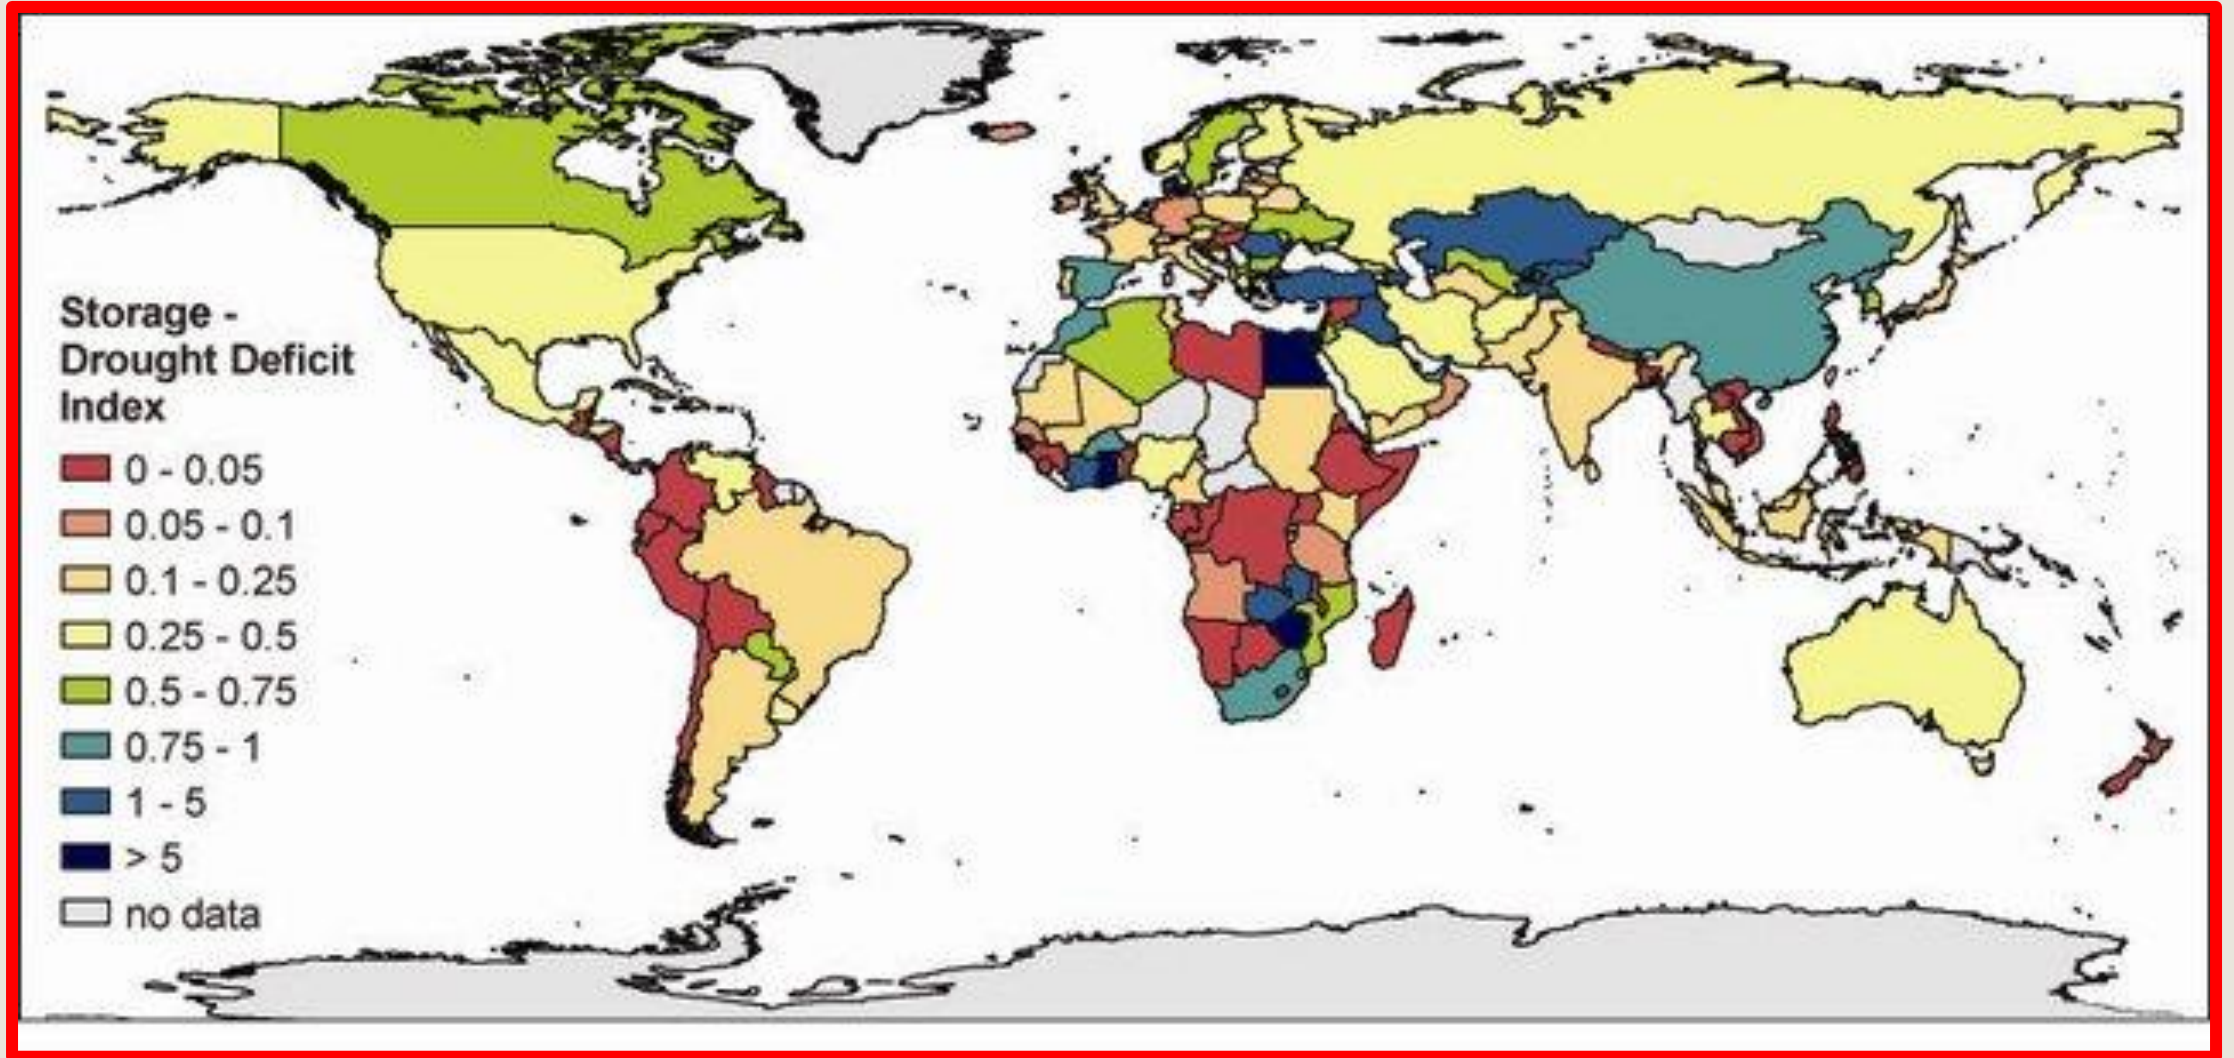 Storage -
Drought Deficit
Index
0 - 0.05
0.05 - 0.1
0.1 - 0.25
0.25 - 0.5
0.5 - 0.75
0.75 - 1
1 - 5
> 5
no data